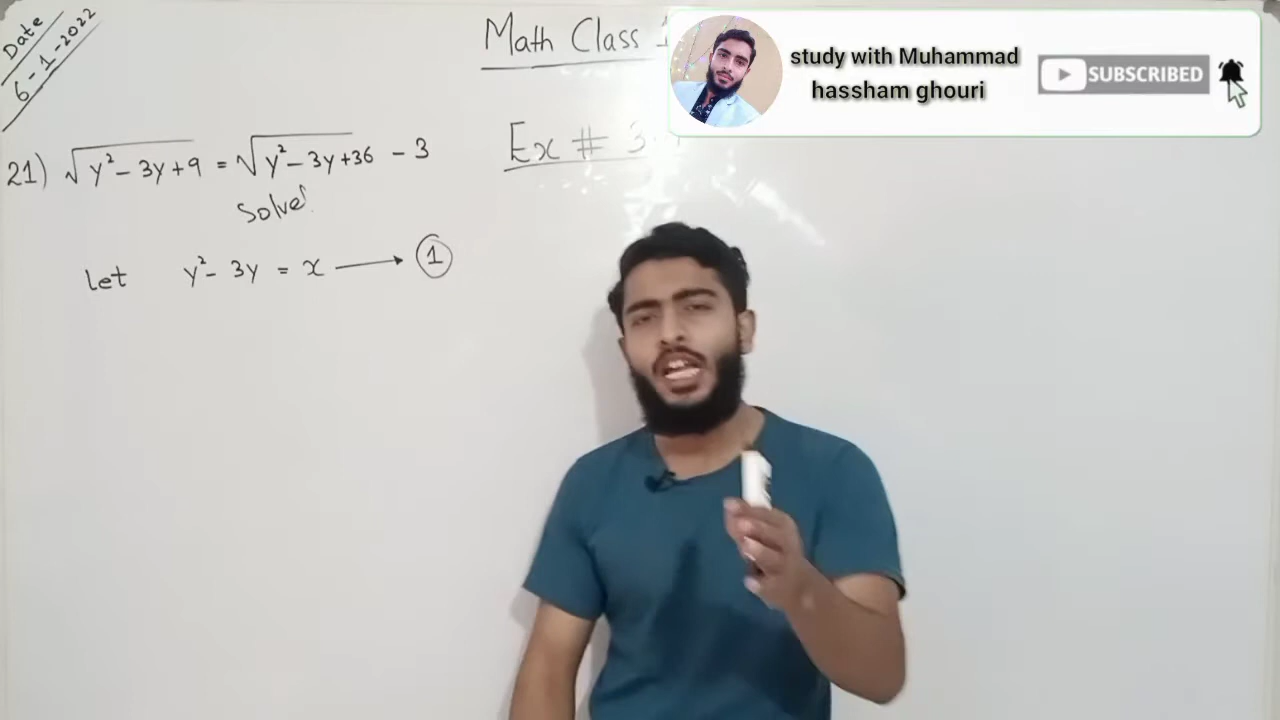 Date
6-1-2022
Math Class
study with Muhammad
hassham ghouri
SUBSCRIBED
Ex # 3
21) √y²-3y+9 = √y²-3y+36 - 3
Solve
Let y²-3y = x ⟶ ①